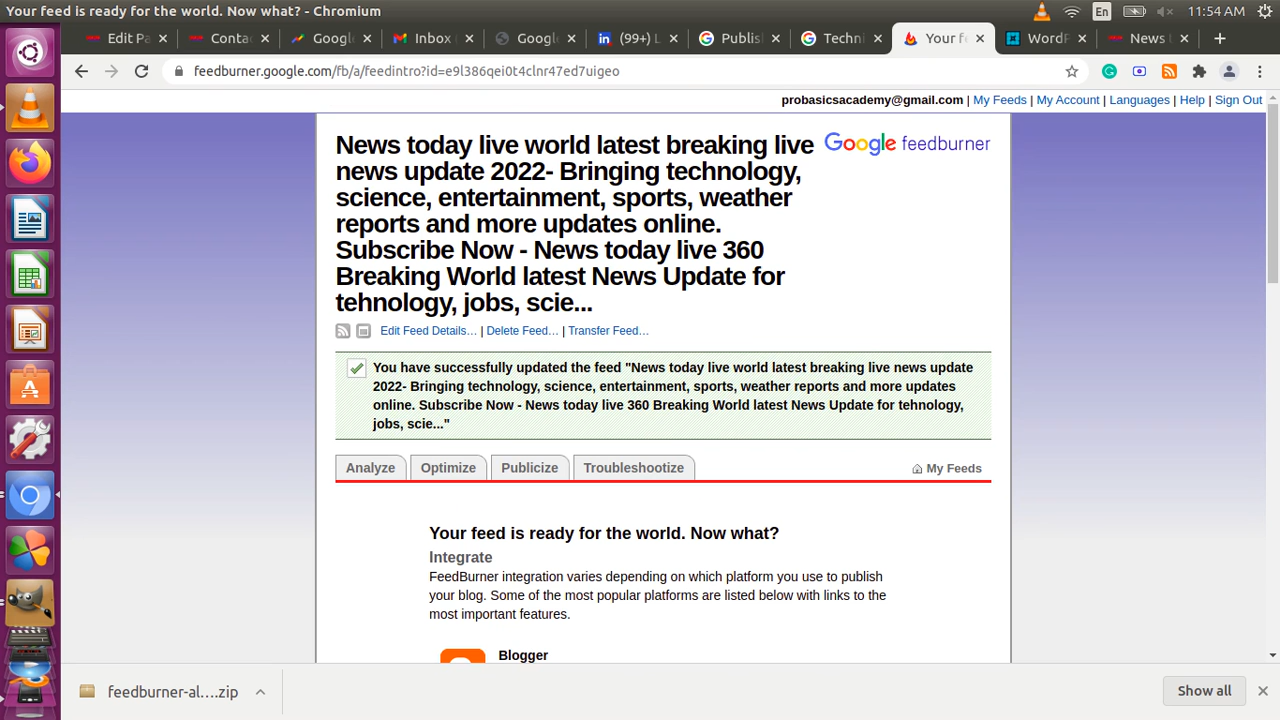 Your feed is ready for the world. Now what? - Chromium
En
11:54 AM
Edit Pa
Contac
Google
Inbox (
Google
(99+) L
Publish
Techni
Your fe
WordP
News t
feedburner.google.com/fb/a/feedintro?id=e9l386qei0t4clnr47ed7uigeo
probasicsacademy@gmail.com | My Feeds | My Account | Languages | Help | Sign Out
News today live world latest breaking live
news update 2022- Bringing technology,
science, entertainment, sports, weather
reports and more updates online.
Subscribe Now - News today live 360
Breaking World latest News Update for
tehnology, jobs, scie...
Google feedburner
Edit Feed Details... | Delete Feed... | Transfer Feed...
You have successfully updated the feed "News today live world latest breaking live news update
2022- Bringing technology, science, entertainment, sports, weather reports and more updates
online. Subscribe Now - News today live 360 Breaking World latest News Update for tehnology,
jobs, scie..."
Analyze
Optimize
Publicize
Troubleshootize
My Feeds
Your feed is ready for the world. Now what?
Integrate
FeedBurner integration varies depending on which platform you use to publish
your blog. Some of the most popular platforms are listed below with links to the
most important features.
Blogger
feedburner-al....zip
Show all